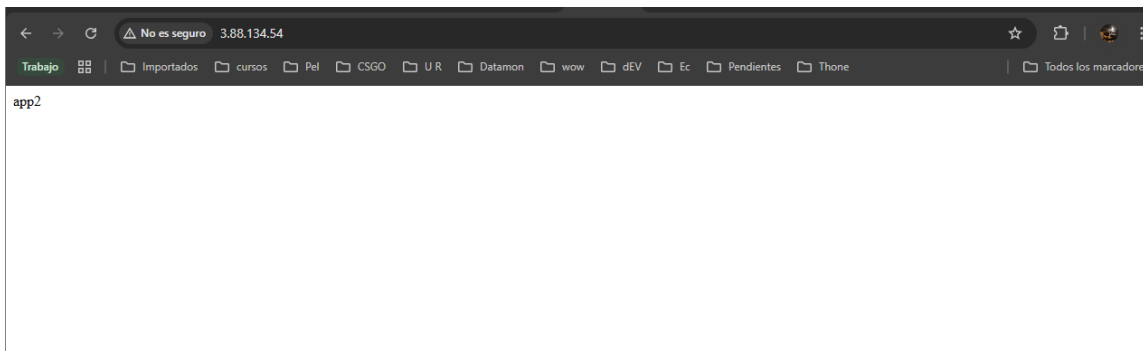 No es seguro 3.88.134.54
Trabajo Importados cursos Pel CSGO U R Datamon wow dEV Ec Pendientes Thone Todos los marcadore
app2